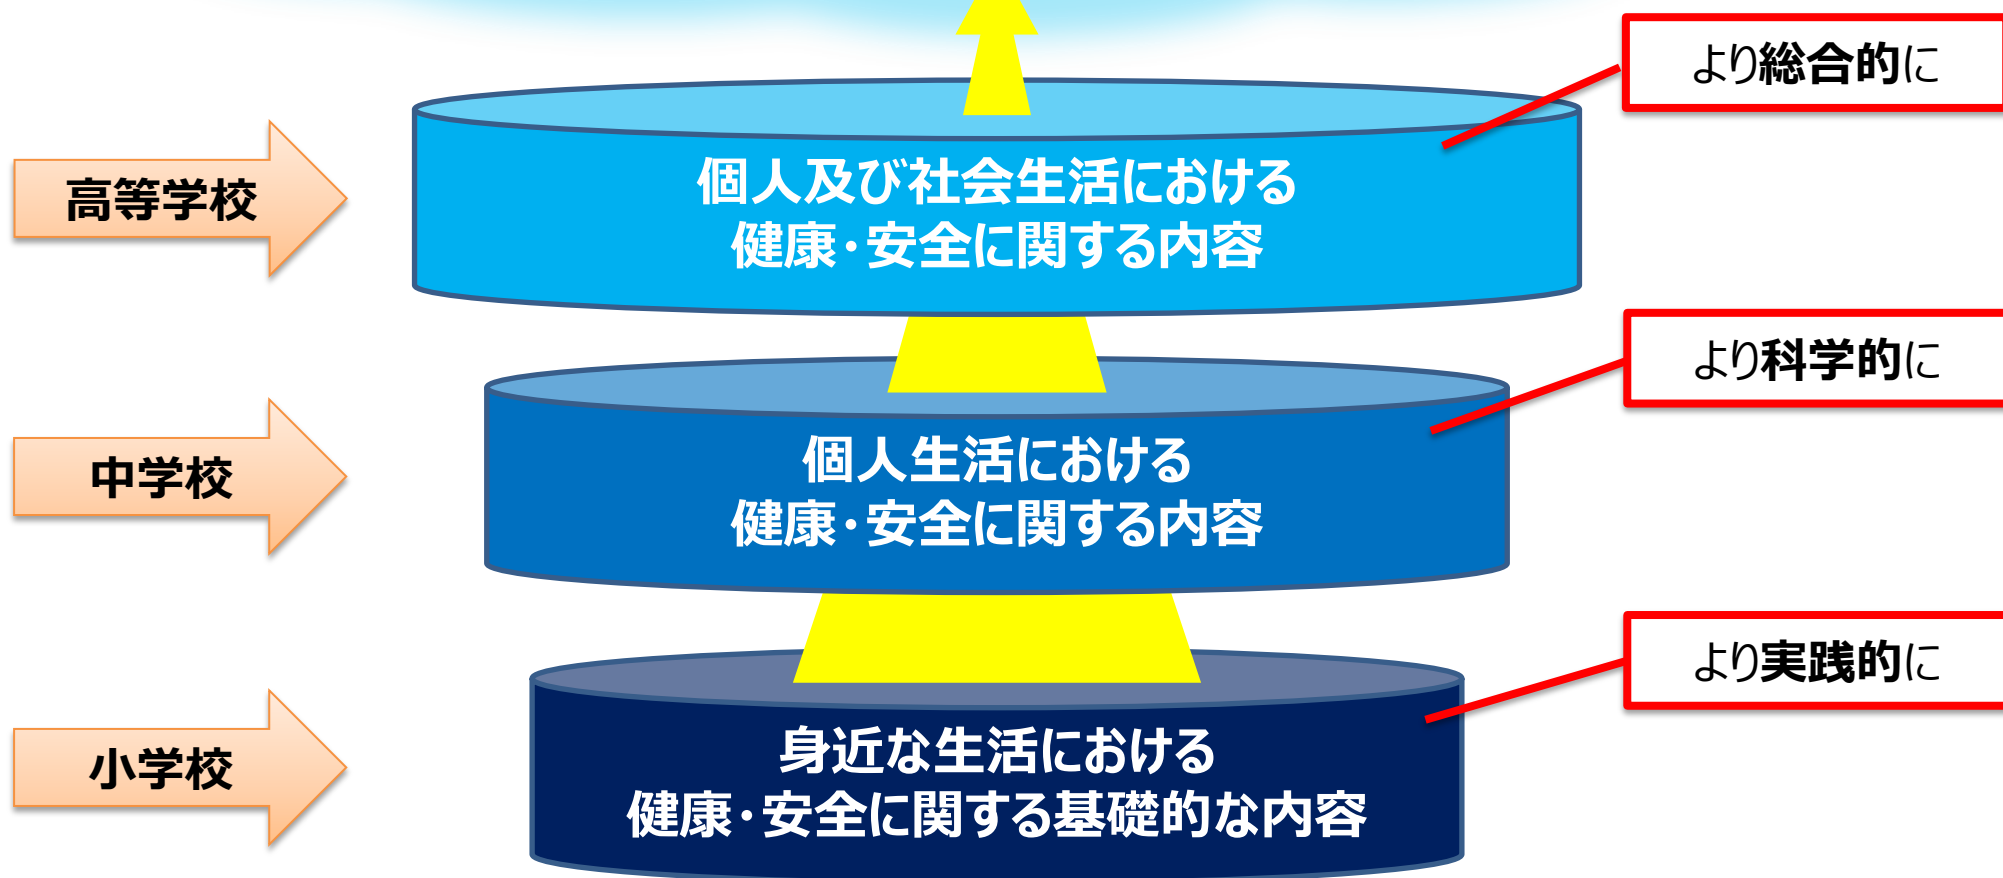 より総合的に
高等学校
個人及び社会生活における
健康・安全に関する内容
より科学的に
中学校
個人生活における
健康・安全に関する内容
より実践的に
小学校
身近な生活における
健康・安全に関する基礎的な内容